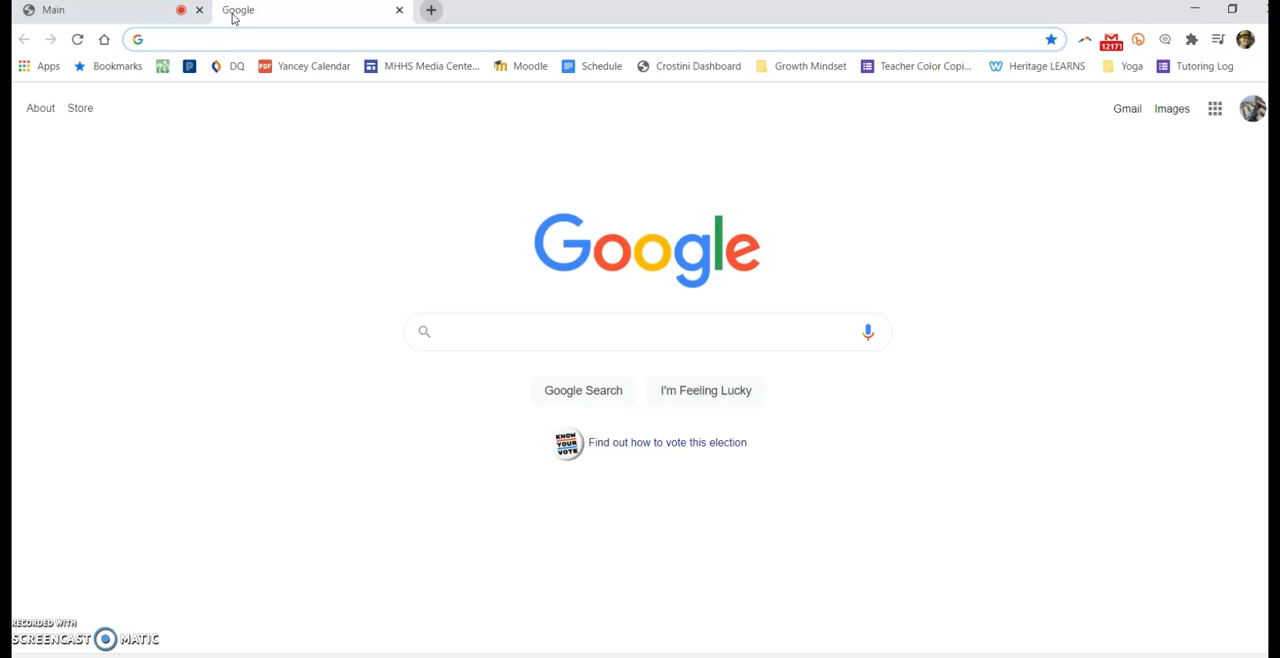 Main
Google
12171
Apps Bookmarks DQ PDF Yancey Calendar MHHS Media Cente... Moodle Schedule Crostini Dashboard Growth Mindset Teacher Color Copi... Heritage LEARNS Yoga Tutoring Log
About Store Gmail Images
Google
Google Search I'm Feeling Lucky
KNOW YOUR VOTE Find out how to vote this election
RECORDED WITH
SCREENCAST MATIC